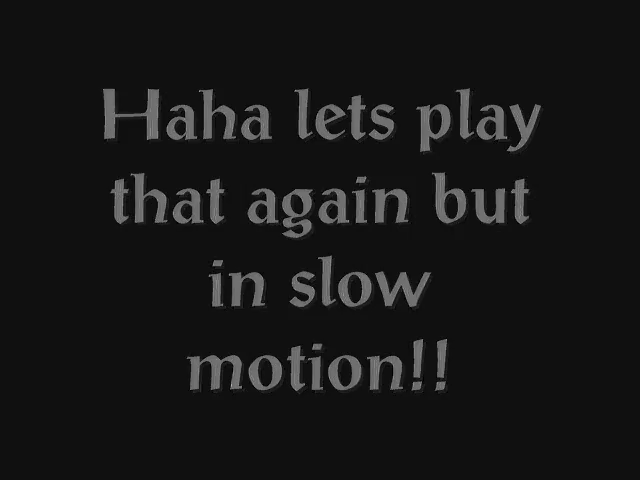 Haha lets play
that again but
in slow
motion!!